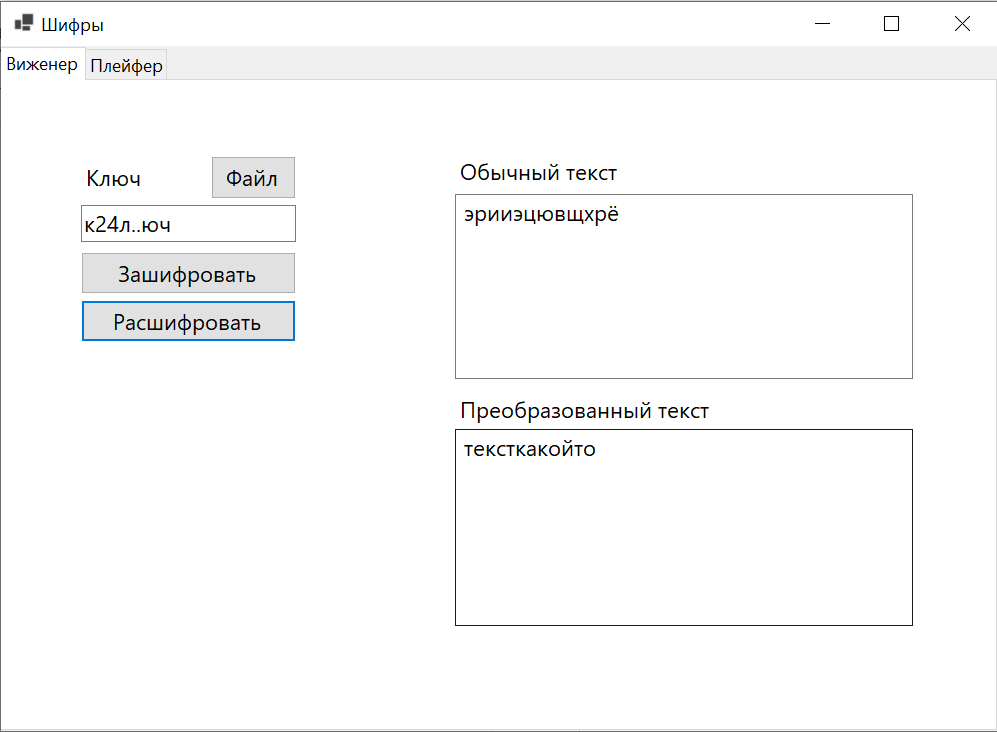 Шифры
Виженер Плейфер
Ключ Файл
к24л..юч
Зашифровать
Расшифровать
Обычный текст
эрииэцювщхрё
Преобразованный текст
тексткакойто